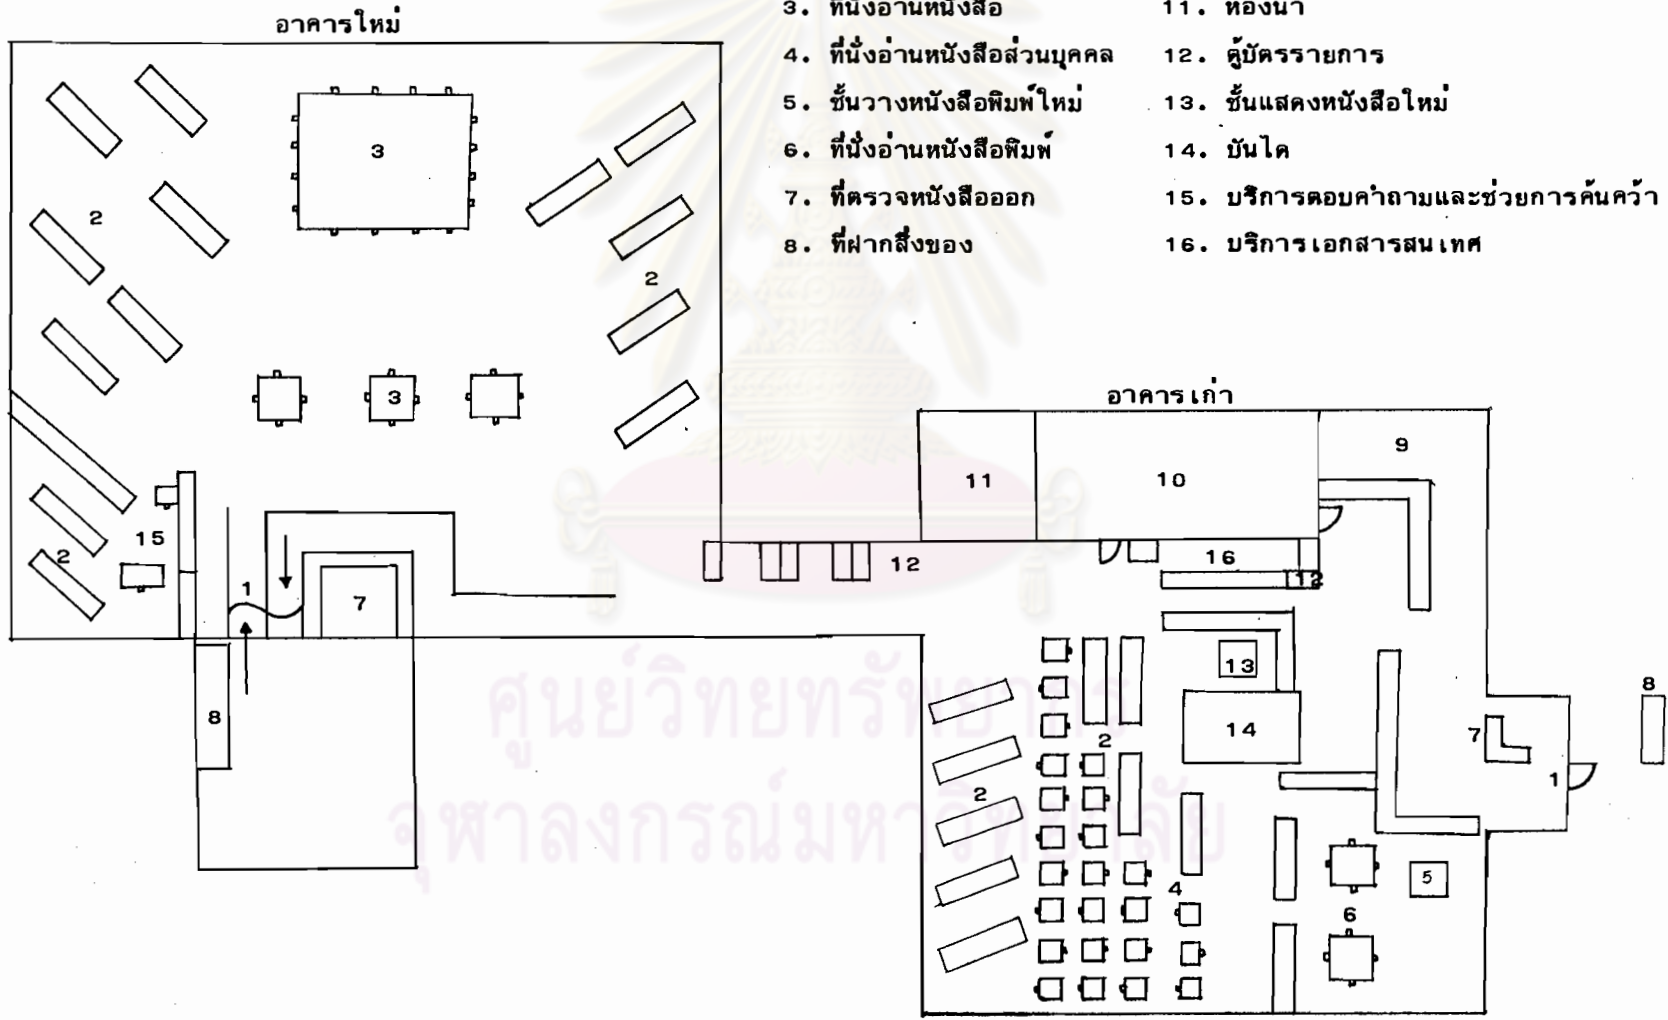 อาคารใหม่
3. ที่นั่งอ่านหนังสือ
4. ที่นั่งอ่านหนังสือส่วนบุคคล
5. ชั้นวางหนังสือพิมพ์ใหม่
6. ที่นั่งอ่านหนังสือพิมพ์
7. ที่ตรวจหนังสือออก
8. ที่ฝากสิ่งของ
11. ห้องน้ำ
12. ตู้บัตรรายการ
13. ชั้นแสดงหนังสือใหม่
14. บันได
15. บริการตอบคำถามและช่วยการค้นคว้า
16. บริการเอกสารสนเทศ
3
2
2
3
15
2
1
7
8
อาคารเก่า
9
11
10
12
16
12
13
14
8
7
1
2
2
4
5
6
ศูนย์วิทยทรัพยากร
จุฬาลงกรณ์มหาวิทยาลัย